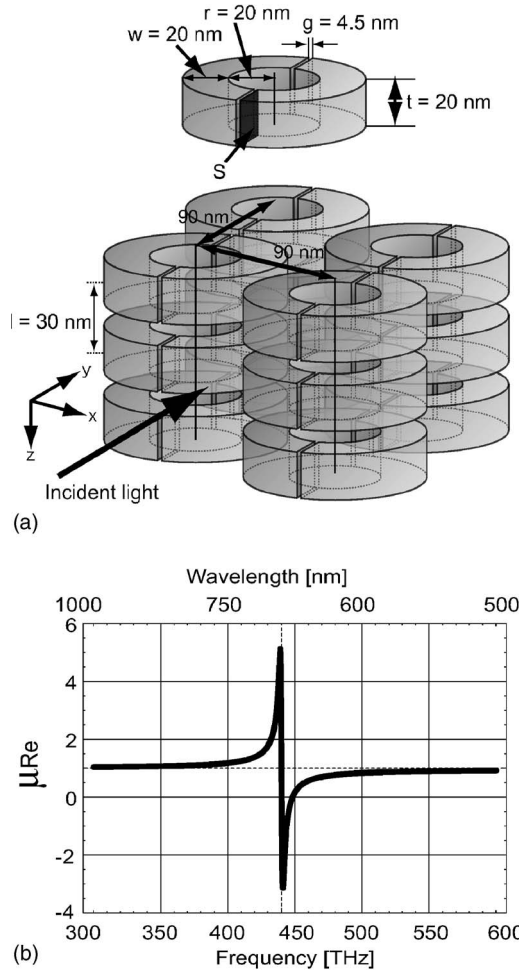 r = 20 nm
w = 20 nm
g = 4.5 nm
t = 20 nm
S
90 nm
90 nm
l = 30 nm
y
x
z
Incident light
(a)
Wavelength [nm]
1000 750 600 500
6
4
2
0
-2
-4
μRe
300 350 400 450 500 550 600
Frequency [THz]
(b)